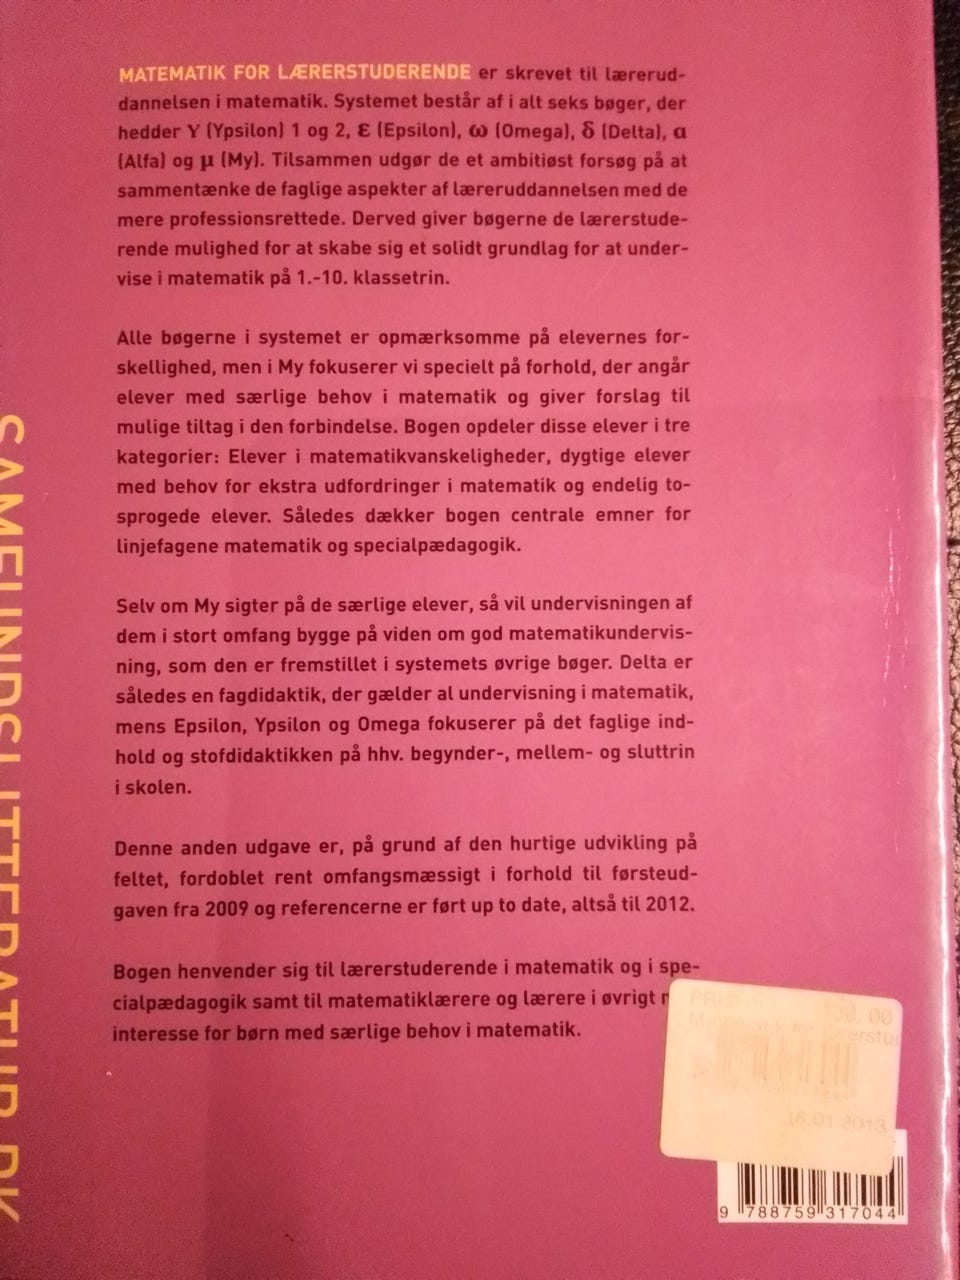 MATEMATIK FOR LÆRERSTUDERENDE er skrevet til lærerud-
dannelsen i matematik. Systemet består af i alt seks bøger, der
hedder Υ (Ypsilon) 1 og 2, ε (Epsilon), ω (Omega), δ (Delta), α
(Alfa) og μ (My). Tilsammen udgør de et ambitiøst forsøg på at
sammentænke de faglige aspekter af læreruddannelsen med de
mere professionsrettede. Derved giver bøgerne de lærerstude-
rende mulighed for at skabe sig et solidt grundlag for at under-
vise i matematik på 1.-10. klassetrin.
Alle bøgerne i systemet er opmærksomme på elevernes for-
skellighed, men i My fokuserer vi specielt på forhold, der angår
elever med særlige behov i matematik og giver forslag til
mulige tiltag i den forbindelse. Bogen opdeler disse elever i tre
kategorier: Elever i matematikvanskeligheder, dygtige elever
med behov for ekstra udfordringer i matematik og endelig to-
sprogede elever. Således dækker bogen centrale emner for
linjefagene matematik og specialpædagogik.
Selv om My sigter på de særlige elever, så vil undervisningen af
dem i stort omfang bygge på viden om god matematikundervis-
ning, som den er fremstillet i systemets øvrige bøger. Delta er
således en fagdidaktik, der gælder al undervisning i matematik,
mens Epsilon, Ypsilon og Omega fokuserer på det faglige ind-
hold og stofdidaktikken på hhv. begynder-, mellem- og sluttrin
i skolen.
Denne anden udgave er, på grund af den hurtige udvikling på
feltet, fordoblet rent omfangsmæssigt i forhold til førsteud-
gaven fra 2009 og referencerne er ført up to date, altså til 2012.
Bogen henvender sig til lærerstuderende i matematik og i spe-
cialpædagogik samt til matematiklærere og lærere i øvrigt
interesse for børn med særlige behov i matematik.
SAMFUNDSLITTERATUR.DK
PRIS
Matematik for lærerstud
16.01.2013
9 788759 317044